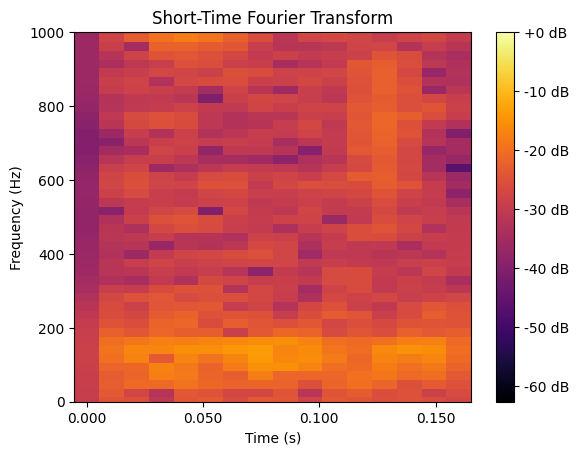 Short-Time Fourier Transform
1000
800
600
400
200
0
Frequency (Hz)
0.000
0.050
0.100
0.150
Time (s)
+0 dB
-10 dB
-20 dB
-30 dB
-40 dB
-50 dB
-60 dB